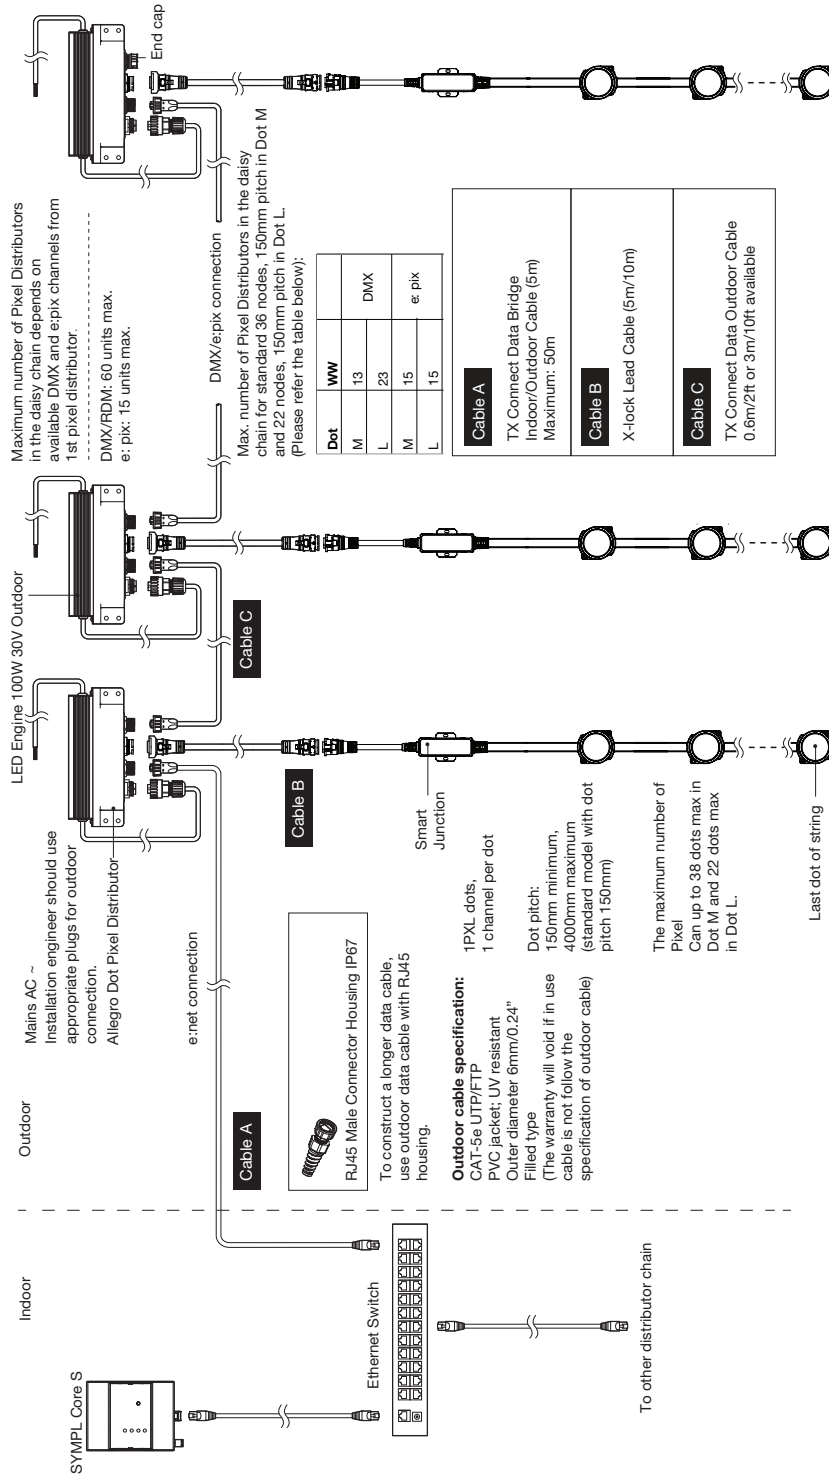 Indoor
Outdoor
SYMPL Core S
Ethernet Switch
To other distributor chain
Mains AC ~
Installation engineer should use
appropriate plugs for outdoor
connection.
Allegro Dot Pixel Distributor
LED Engine 100W 30V Outdoor
e:net connection
Cable A
RJ45 Male Connector Housing IP67
To construct a longer data cable,
use outdoor data cable with RJ45
housing.
Outdoor cable specification:
CAT-5e UTP/FTP
PVC jacket; UV resistant
Outer diameter 6mm/0.24”
Filled type
(The warranty will void if in use
cable is not follow the
specification of outdoor cable)
Cable B
Smart
Junction
1PXL dots,
1 channel per dot
Dot pitch:
150mm minimum,
4000mm maximum
(standard model with dot
pitch 150mm)
The maximum number of
Pixel
Can up to 38 dots max in
Dot M and 22 dots max
in Dot L.
Last dot of string
Cable C
Maximum number of Pixel Distributors
in the daisy chain depends on
available DMX and e:pix channels from
1st pixel distributor.
DMX/RDM: 60 units max.
e: pix: 15 units max.
End cap
DMX/e:pix connection
Max. number of Pixel Distributors in the daisy
chain for standard 36 nodes, 150mm pitch in Dot M
and 22 nodes, 150mm pitch in Dot L.
(Please refer the table below):
Dot WW
M 13 DMX
L 23
M 15 e: pix
L 15
Cable A
TX Connect Data Bridge
Indoor/Outdoor Cable (5m)
Maximum: 50m
Cable B
X-lock Lead Cable (5m/10m)
Cable C
TX Connect Data Outdoor Cable
0.6m/2ft or 3m/10ft available